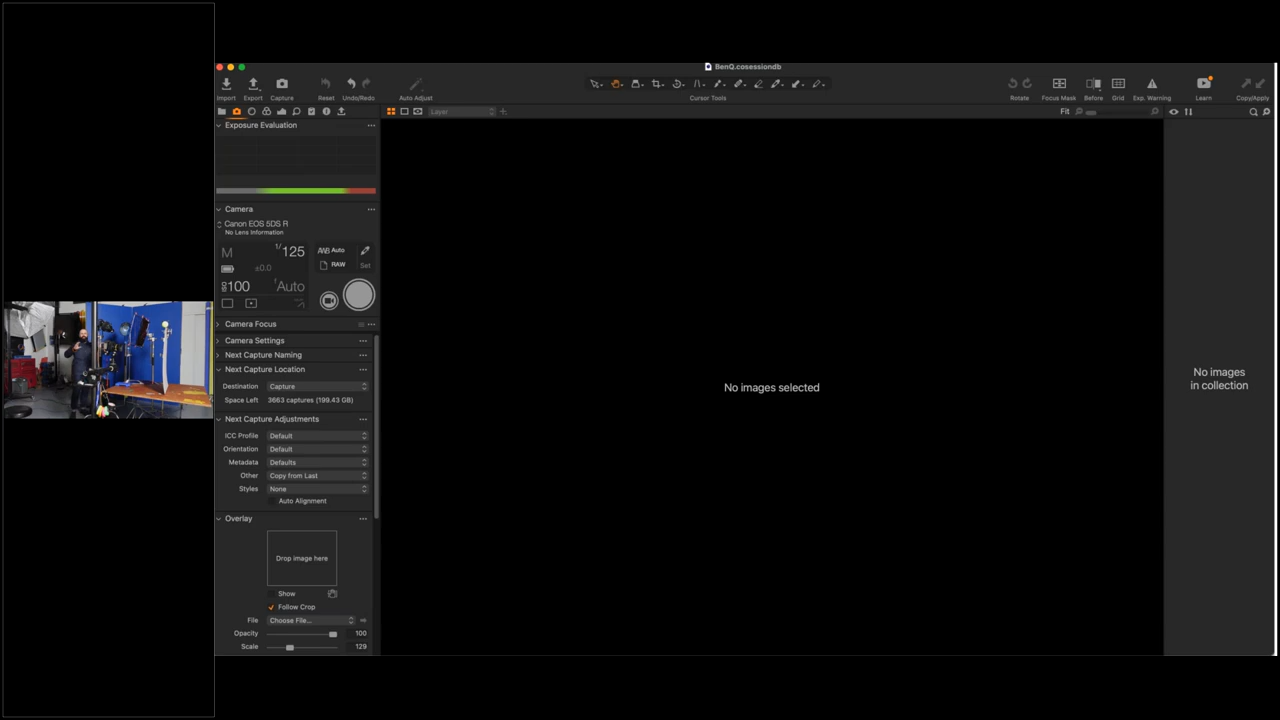 BenQ.cosessiondb
Import Export Capture Reset Undo/Redo Auto Adjust Cursor Tools Rotate Focus Mask Before Grid Exp. Warning Learn Copy/Apply
Layer
Fit
Exposure Evaluation
Camera
Canon EOS 5DS R
No Lens Information
M 1/125 AWB Auto
±0.0 RAW Set
ISO 100 f Auto
Camera Focus
Camera Settings
Next Capture Naming
Next Capture Location
Destination Capture
Space Left 3663 captures (199.43 GB)
Next Capture Adjustments
ICC Profile Default
Orientation Default
Metadata Defaults
Other Copy from Last
Styles None
Auto Alignment
Overlay
Drop image here
Show
Follow Crop
File Choose File...
Opacity 100
Scale 129
No images selected
No images
in collection